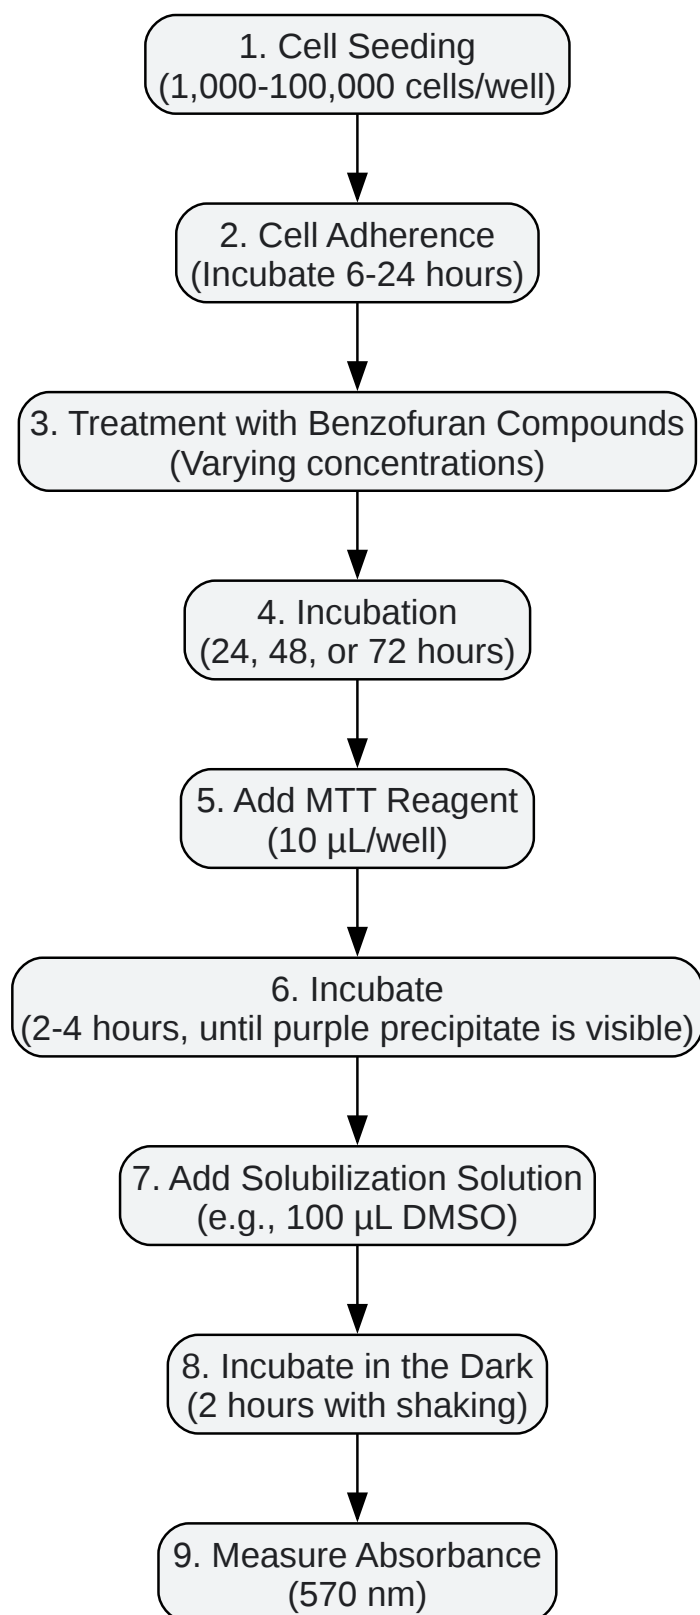 1. Cell Seeding
(1,000-100,000 cells/well)
2. Cell Adherence
(Incubate 6-24 hours)
3. Treatment with Benzofuran Compounds
(Varying concentrations)
4. Incubation
(24, 48, or 72 hours)
5. Add MTT Reagent
(10 µL/well)
6. Incubate
(2-4 hours, until purple precipitate is visible)
7. Add Solubilization Solution
(e.g., 100 µL DMSO)
8. Incubate in the Dark
(2 hours with shaking)
9. Measure Absorbance
(570 nm)